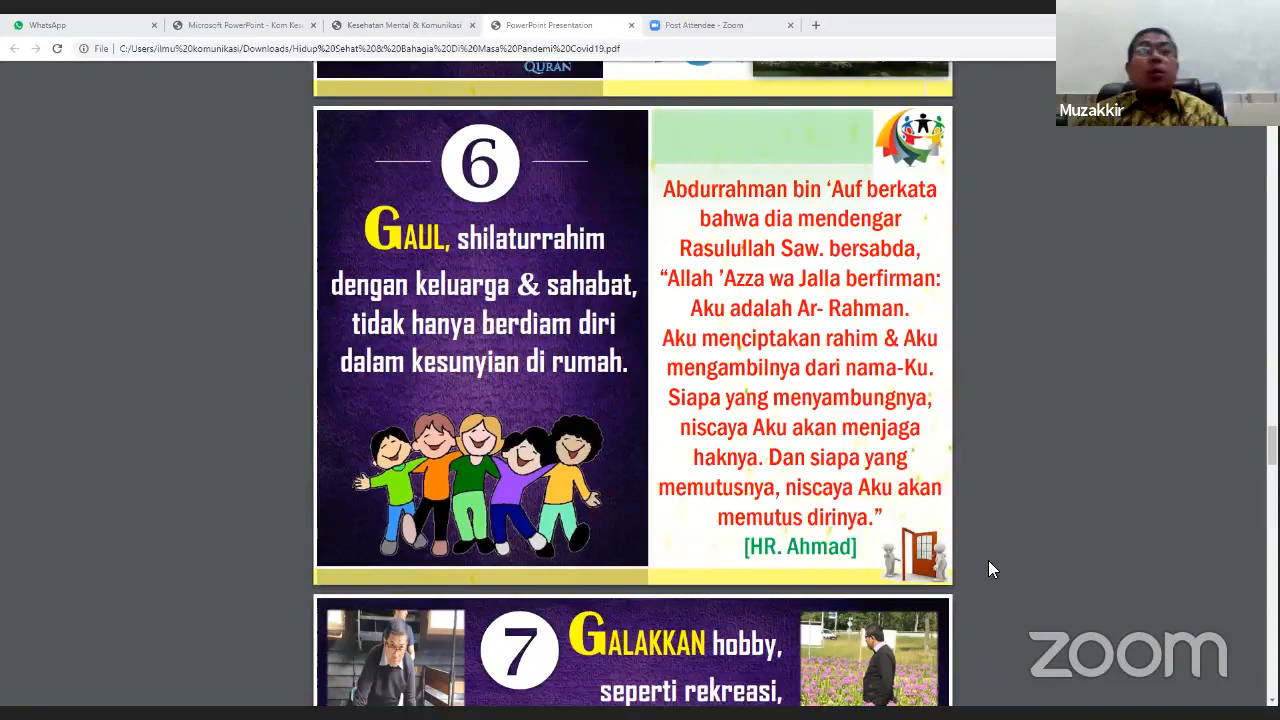 WhatsApp
Microsoft PowerPoint - Kom Kes
Kesehatan Mental & Komunikasi
PowerPoint Presentation
Post Attendee - Zoom
File
C:/Users/ilmu%20komunikasi/Downloads/Hidup%20Sehat%20&%20Bahagia%20Di%20Masa%20Pandemi%20Covid19.pdf
Muzakkir
QURAN
6
GAUL, shilaturrahim
dengan keluarga & sahabat,
tidak hanya berdiam diri
dalam kesunyian di rumah.
Abdurrahman bin ‘Auf berkata
bahwa dia mendengar
Rasulullah Saw. bersabda,
“Allah ’Azza wa Jalla berfirman:
Aku adalah Ar- Rahman.
Aku menciptakan rahim & Aku
mengambilnya dari nama-Ku.
Siapa yang menyambungnya,
niscaya Aku akan menjaga
haknya. Dan siapa yang
memutusnya, niscaya Aku akan
memutus dirinya.”
[HR. Ahmad]
7
GALAKKAN hobby,
seperti rekreasi,
zoom